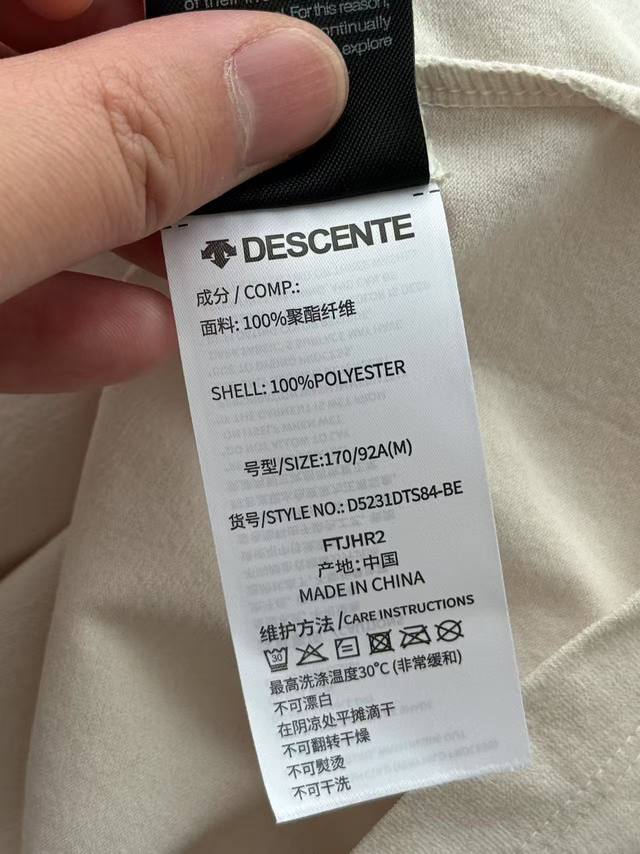 of their
For this reason,
continually
explore
DESCENTE
成分 / COMP.:
面料: 100%聚酯纤维
SHELL: 100%POLYESTER
号型/SIZE:170/92A(M)
货号/STYLE NO.: D5231DTS84-BE
FTJHR2
产地:中国
MADE IN CHINA
维护方法 /CARE INSTRUCTIONS
30
最高洗涤温度30°C (非常缓和)
不可漂白
在阴凉处平摊滴干
不可翻转干燥
不可熨烫
不可干洗